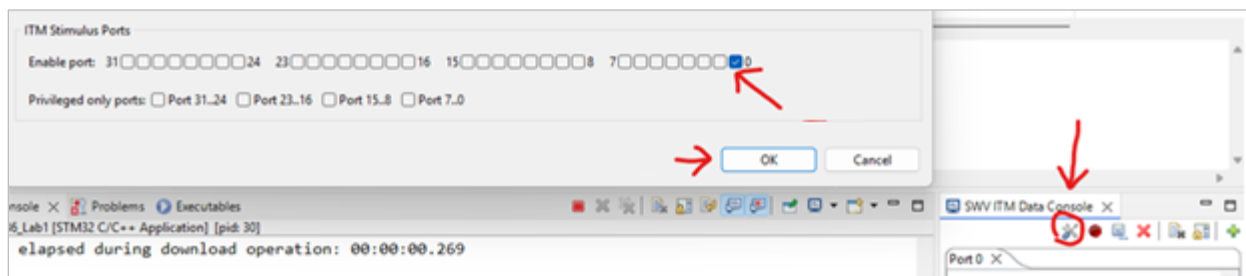 ITM Stimulus Ports
Enable port: 31 24 23 16 15 8 7 0
Privileged only ports: Port 31..24 Port 23..16 Port 15..8 Port 7..0
OK Cancel
nsole Problems Executables
SWV ITM Data Console
_Lab1 [STM32 C/C++ Application] [pid: 30]
elapsed during download operation: 00:00:00.269
Port 0